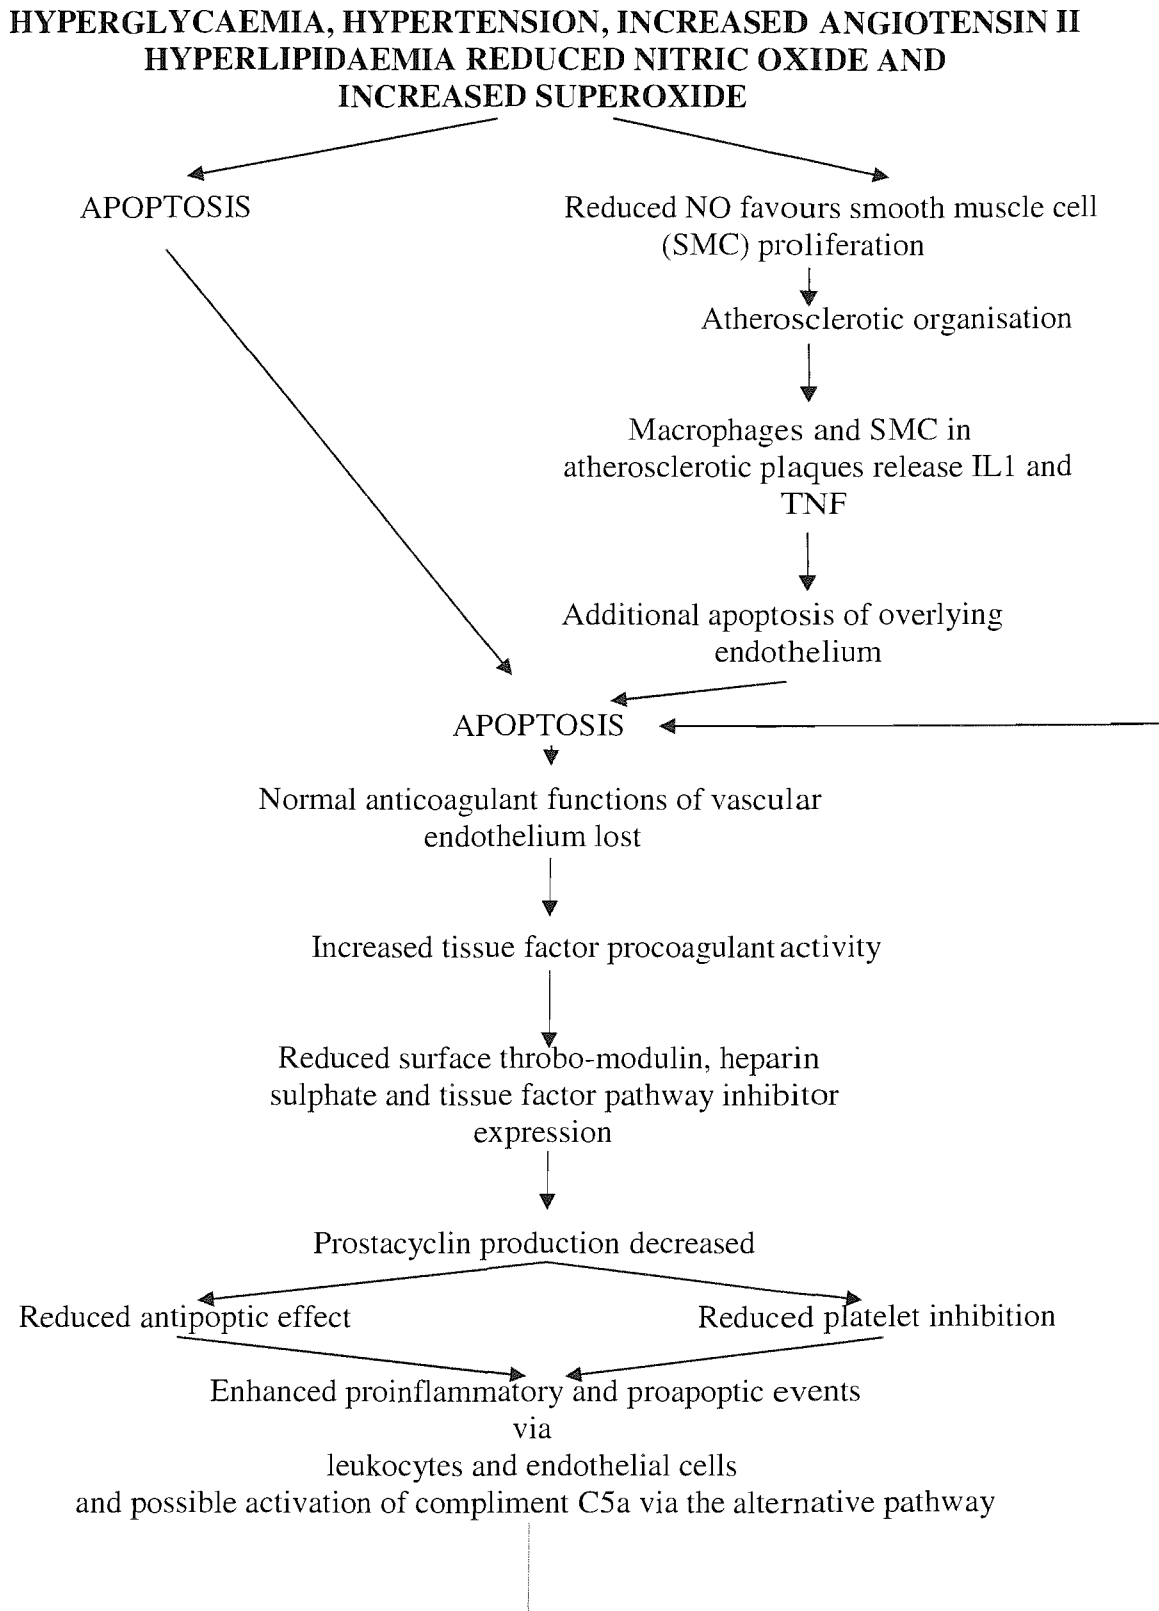 HYPERGLYCAEMIA, HYPERTENSION, INCREASED ANGIOTENSIN II
HYPERLIPIDAEMIA REDUCED NITRIC OXIDE AND
INCREASED SUPEROXIDE
APOPTOSIS
Reduced NO favours smooth muscle cell
(SMC) proliferation
Atherosclerotic organisation
Macrophages and SMC in
atherosclerotic plaques release IL1 and
TNF
Additional apoptosis of overlying
endothelium
APOPTOSIS
Normal anticoagulant functions of vascular
endothelium lost
Increased tissue factor procoagulant activity
Reduced surface throbo-modulin, heparin
sulphate and tissue factor pathway inhibitor
expression
Prostacyclin production decreased
Reduced antipoptic effect
Reduced platelet inhibition
Enhanced proinflammatory and proapoptic events
via
leukocytes and endothelial cells
and possible activation of compliment C5a via the alternative pathway